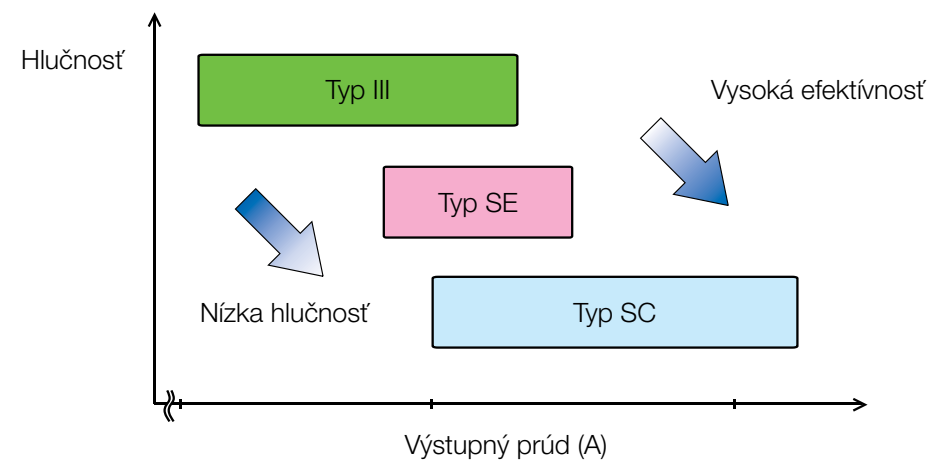 Hlučnosť
Typ III
Vysoká efektívnosť
Typ SE
Nízka hlučnosť
Typ SC
Výstupný prúd (A)